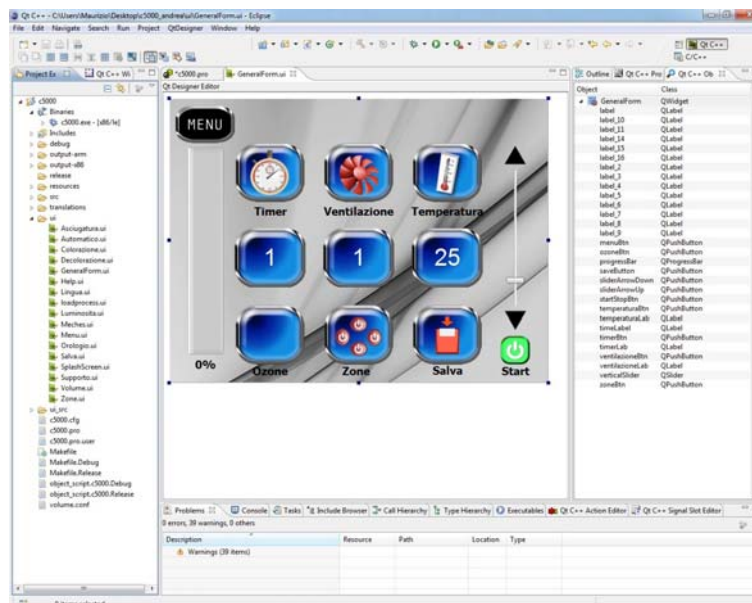 Qt C++ - C:\Users\Maurizio\Desktop\c5000_andrea\ui\GeneralForm.ui - Eclipse
File Edit Navigate Search Run Project QtDesigner Window Help
Qt C++
C/C++
Project Ex
Qt C++ Wi
*c5000.pro
GeneralForm.ui
Outline
Qt C++ Pro
Qt C++ Ob
Qt Designer Editor
c5000
Binaries
c5000.exe - [x86/le]
Includes
debug
output-arm
output-x86
release
resources
src
translations
ui
Asciugatura.ui
Automatico.ui
Colorazione.ui
Decolorazione.ui
GeneralForm.ui
Help.ui
Lingua.ui
loadprocess.ui
Luminosita.ui
Meches.ui
Menu.ui
Orologio.ui
Salva.ui
SplashScreen.ui
Supporto.ui
Volume.ui
Zone.ui
ui_src
c5000.cfg
c5000.pro
c5000.pro.user
Makefile
Makefile.Debug
Makefile.Release
object_script.c5000.Debug
object_script.c5000.Release
volume.conf
MENU
Timer Ventilazione Temperatura
1 1 25
0% Ozone Zone Salva Start
Object Class
GeneralForm QWidget
label QLabel
label_10 QLabel
label_11 QLabel
label_14 QLabel
label_15 QLabel
label_16 QLabel
label_2 QLabel
label_3 QLabel
label_4 QLabel
label_5 QLabel
label_6 QLabel
label_7 QLabel
label_8 QLabel
label_9 QLabel
menuBtn QPushButton
ozoneBtn QPushButton
progressBar QProgressBar
saveButton QPushButton
sliderArrowDown QPushButton
sliderArrowUp QPushButton
startStopBtn QPushButton
temperaturaBtn QPushButton
temperaturaLab QLabel
timeLabel QLabel
timerBtn QPushButton
timerLab QLabel
ventilazioneBtn QPushButton
ventilazioneLab QLabel
verticalSlider QSlider
zoneBtn QPushButton
Problems Console Tasks Include Browser Call Hierarchy Type Hierarchy Executables Qt C++ Action Editor Qt C++ Signal Slot Editor
0 errors, 39 warnings, 0 others
Description Resource Path Location Type
Warnings (39 items)